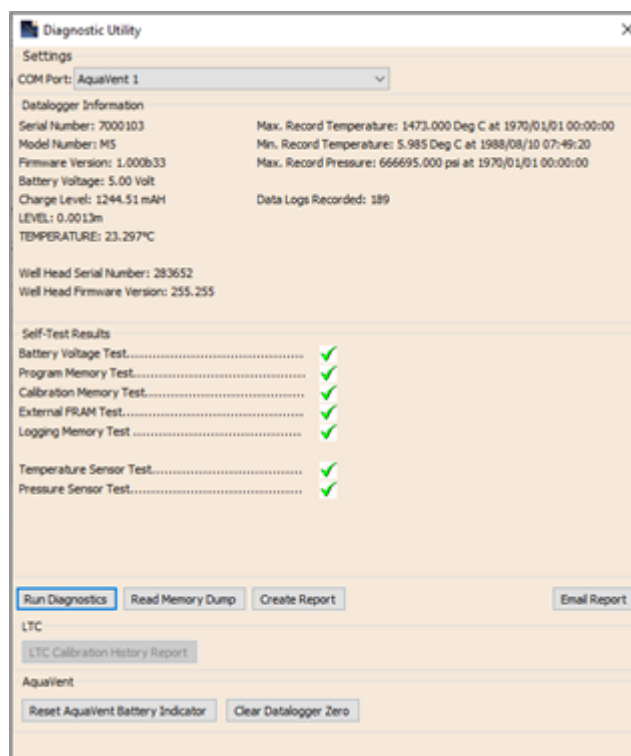 Diagnostic Utility
Settings
COM Port: AquaVent 1
Datalogger Information
Serial Number: 7000103
Max. Record Temperature: 1473.000 Deg C at 1970/01/01 00:00:00
Model Number: M5
Min. Record Temperature: 5.985 Deg C at 1988/08/10 07:49:20
Firmware Version: 1.000b33
Max. Record Pressure: 666695.000 psi at 1970/01/01 00:00:00
Battery Voltage: 5.00 Volt
Charge Level: 1244.51 mAH
Data Logs Recorded: 189
LEVEL: 0.0013m
TEMPERATURE: 23.297°C
Well Head Serial Number: 283652
Well Head Firmware Version: 255.255
Self-Test Results
Battery Voltage Test............................................
Program Memory Test...........................................
Calibration Memory Test........................................
External FRAM Test.............................................
Logging Memory Test ..........................................
Temperature Sensor Test.....................................
Pressure Sensor Test...........................................
Run Diagnostics
Read Memory Dump
Create Report
Email Report
LTC
LTC Calibration History Report
AquaVent
Reset AquaVent Battery Indicator
Clear Datalogger Zero